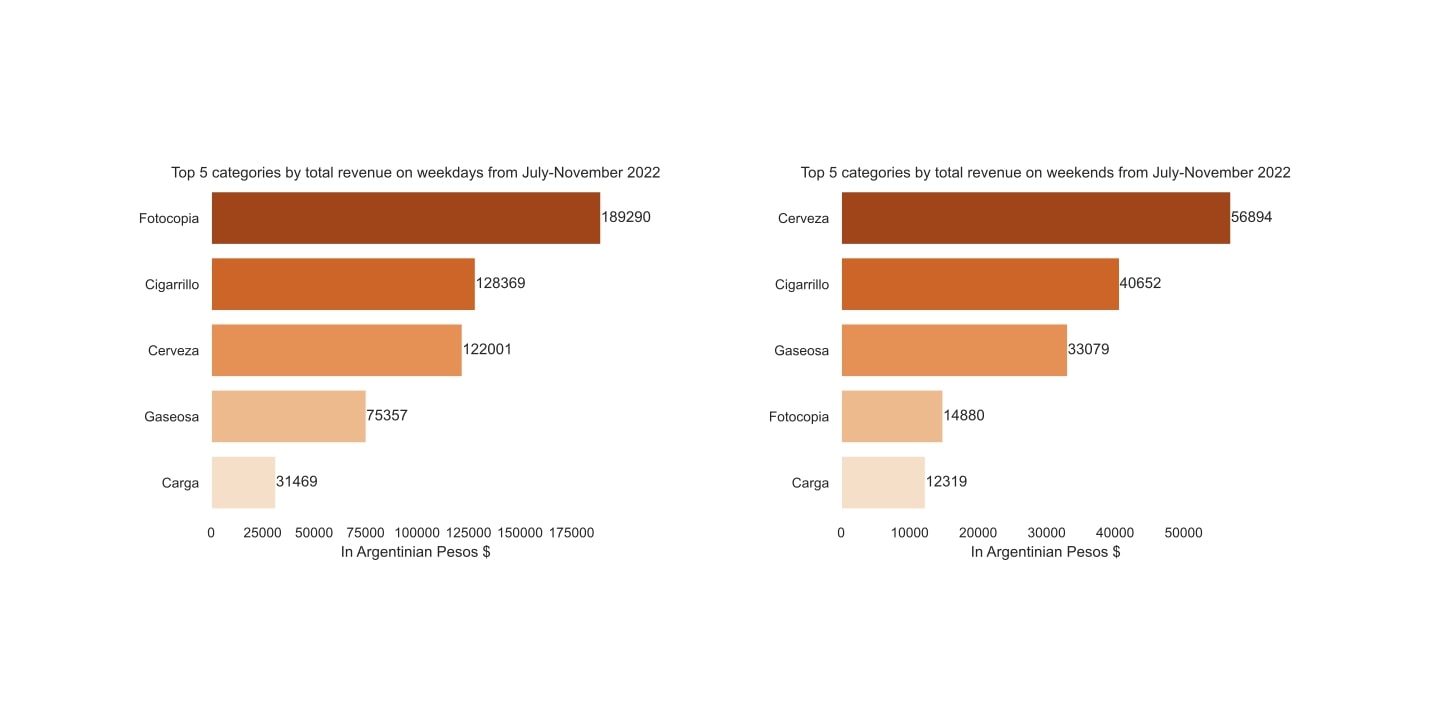 Top 5 categories by total revenue on weekdays from July-November 2022
Fotocopia 189290
Cigarrillo 128369
Cerveza 122001
Gaseosa 75357
Carga 31469
0 25000 50000 75000 100000 125000 150000 175000
In Argentinian Pesos $
Top 5 categories by total revenue on weekends from July-November 2022
Cerveza 56894
Cigarrillo 40652
Gaseosa 33079
Fotocopia 14880
Carga 12319
0 10000 20000 30000 40000 50000
In Argentinian Pesos $